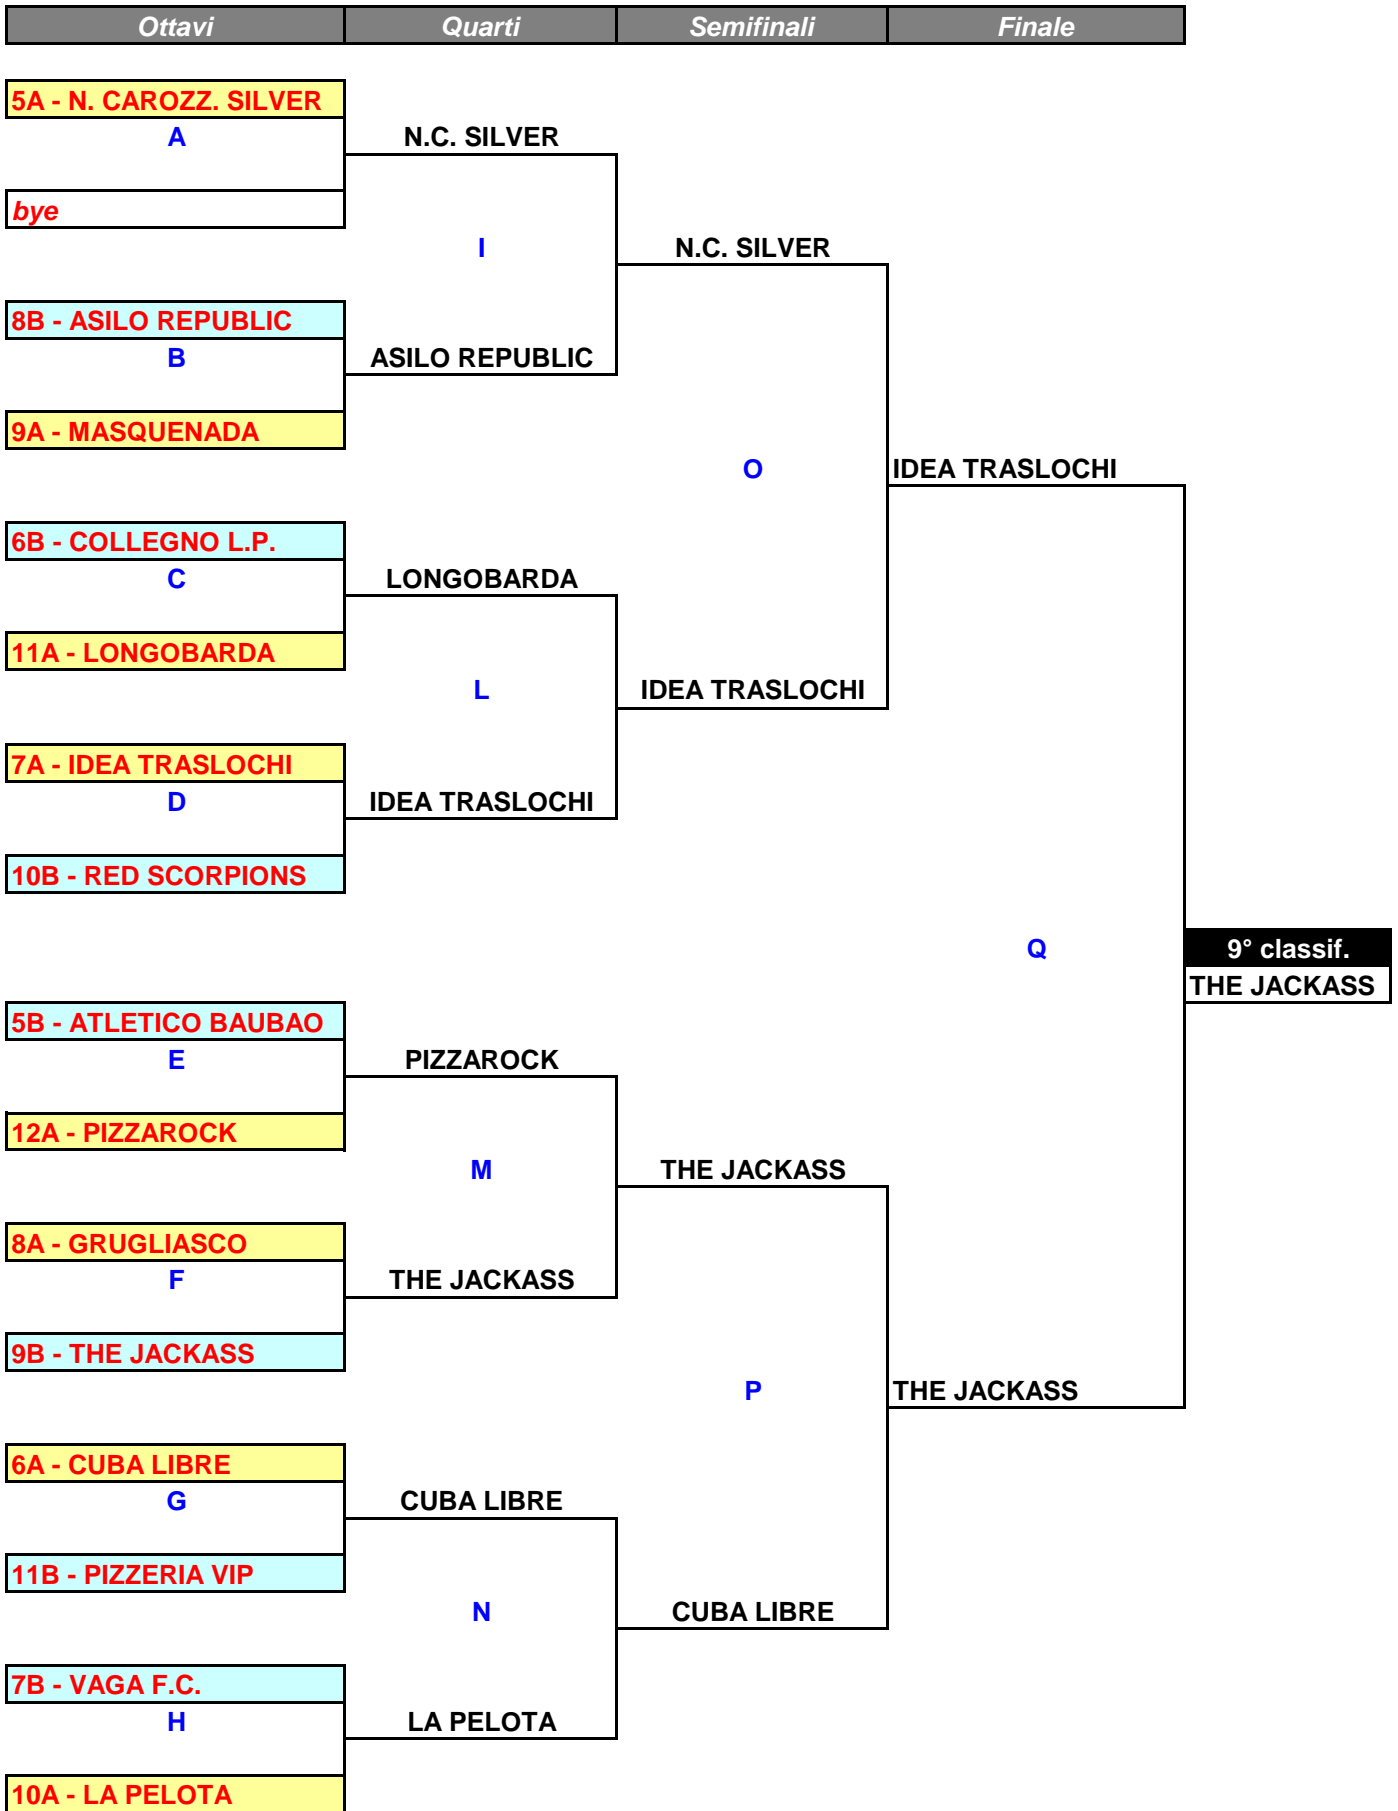 Ottavi Quarti Semifinali Finale
5A - N. CAROZZ. SILVER
A N.C. SILVER
bye
I N.C. SILVER
8B - ASILO REPUBLIC
B ASILO REPUBLIC
9A - MASQUENADA
O IDEA TRASLOCHI
6B - COLLEGNO L.P.
C LONGOBARDA
11A - LONGOBARDA
L IDEA TRASLOCHI
7A - IDEA TRASLOCHI
D IDEA TRASLOCHI
10B - RED SCORPIONS
Q 9° classif.
THE JACKASS
5B - ATLETICO BAUBAO
E PIZZAROCK
12A - PIZZAROCK
M THE JACKASS
8A - GRUGLIASCO
F THE JACKASS
9B - THE JACKASS
P THE JACKASS
6A - CUBA LIBRE
G CUBA LIBRE
11B - PIZZERIA VIP
N CUBA LIBRE
7B - VAGA F.C.
H LA PELOTA
10A - LA PELOTA